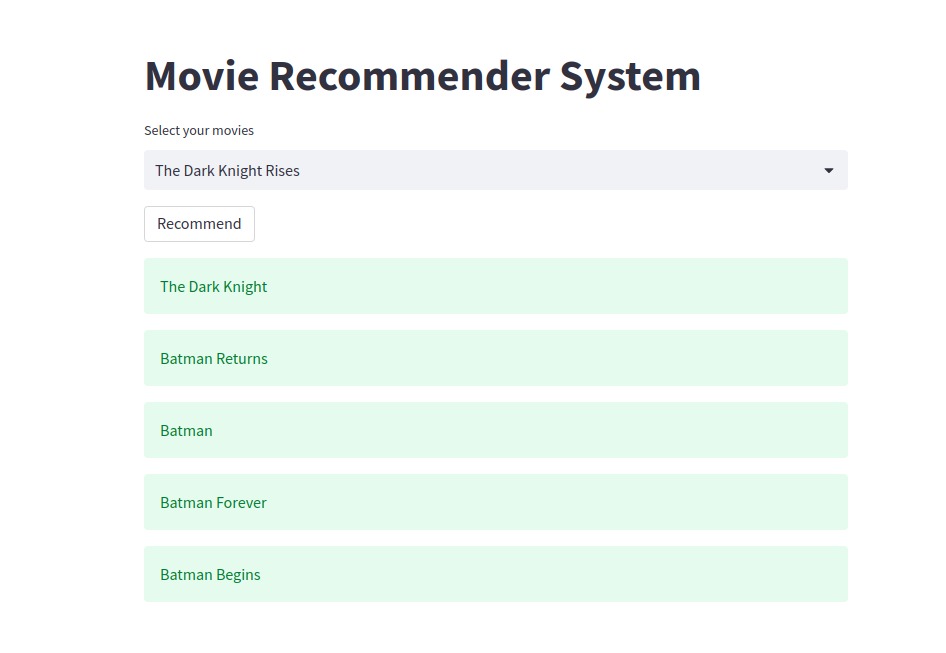 Movie Recommender System
Select your movies
The Dark Knight Rises
Recommend
The Dark Knight
Batman Returns
Batman
Batman Forever
Batman Begins